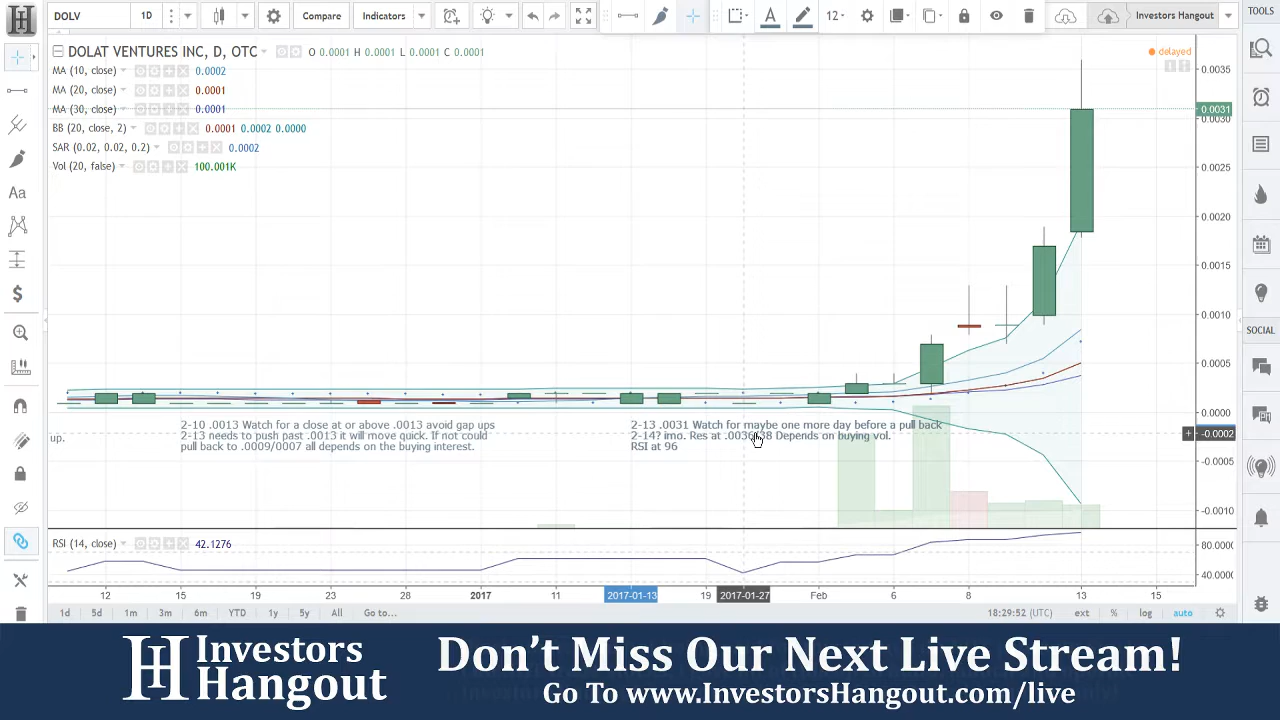 DOLV 1D Compare Indicators 12 Investors Hangout
TOOLS
DOLAT VENTURES INC, D, OTC O 0.0001 H 0.0001 L 0.0001 C 0.0001
delayed
MA (10, close) 0.0002
MA (20, close) 0.0001
MA (30, close) 0.0001
BB (20, close, 2) 0.0001 0.0002 0.0000
SAR (0.02, 0.02, 0.2) 0.0002
Vol (20, false) 100.001K
0.0035
0.0031
0.0030
0.0025
0.0020
0.0015
0.0010
0.0005
0.0000
-0.0002
-0.0005
-0.0010
SOCIAL
up.
2-10 .0013 Watch for a close at or above .0013 avoid gap ups
2-13 needs to push past .0013 it will move quick. If not could
pull back to .0009/0007 all depends on the buying interest.
2-13 .0031 Watch for maybe one more day before a pull back
2-14? imo. Res at Depends on buying vol.
RSI at 96
RSI (14, close) 42.1276
80.0000
40.0000
12 15 19 23 28 2017 11 2017-01-13 19 2017-01-27 Feb 6 8 13 15
1d 5d 1m 3m 6m YTD 1y 5y All Go to... 18:29:52 (UTC) ext % log auto
Investors
Hangout
Don't Miss Our Next Live Stream!
Go To www.InvestorsHangout.com/live